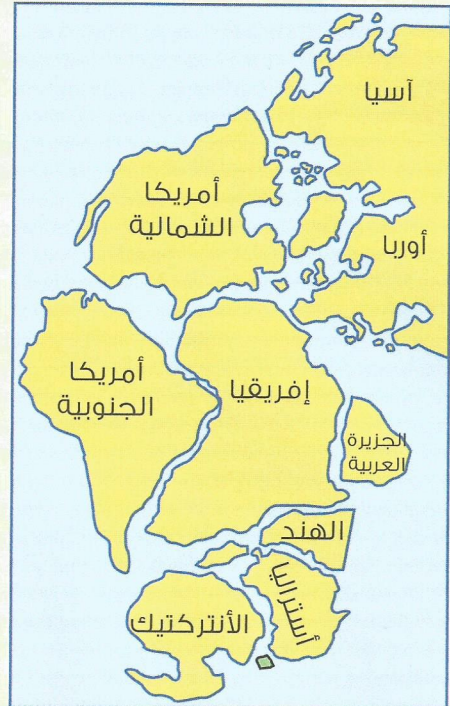 آسيا
أمريكا
الشمالية
أوربا
أمريكا
الجنوبية
إفريقيا
الجزيرة
العربية
الهند
أستراليا
الأنتركتيك